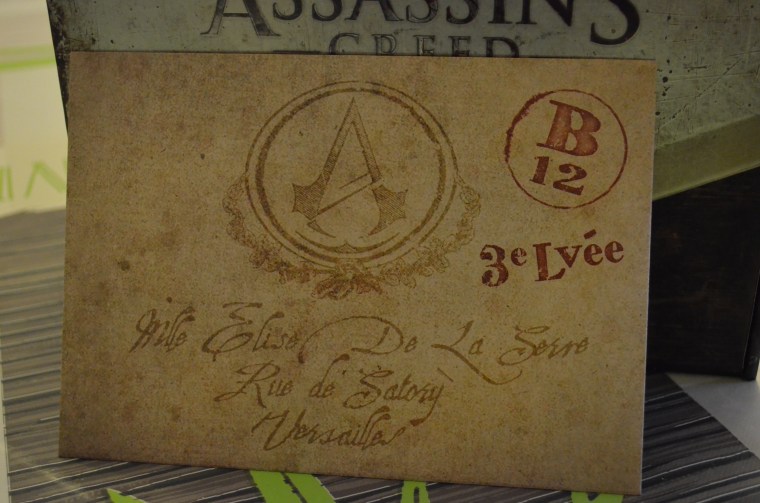 ASSASSIN'S
CREED
B
12
3e Lvée
Mlle Élise De La Serre
Rue de Satory
Versailles